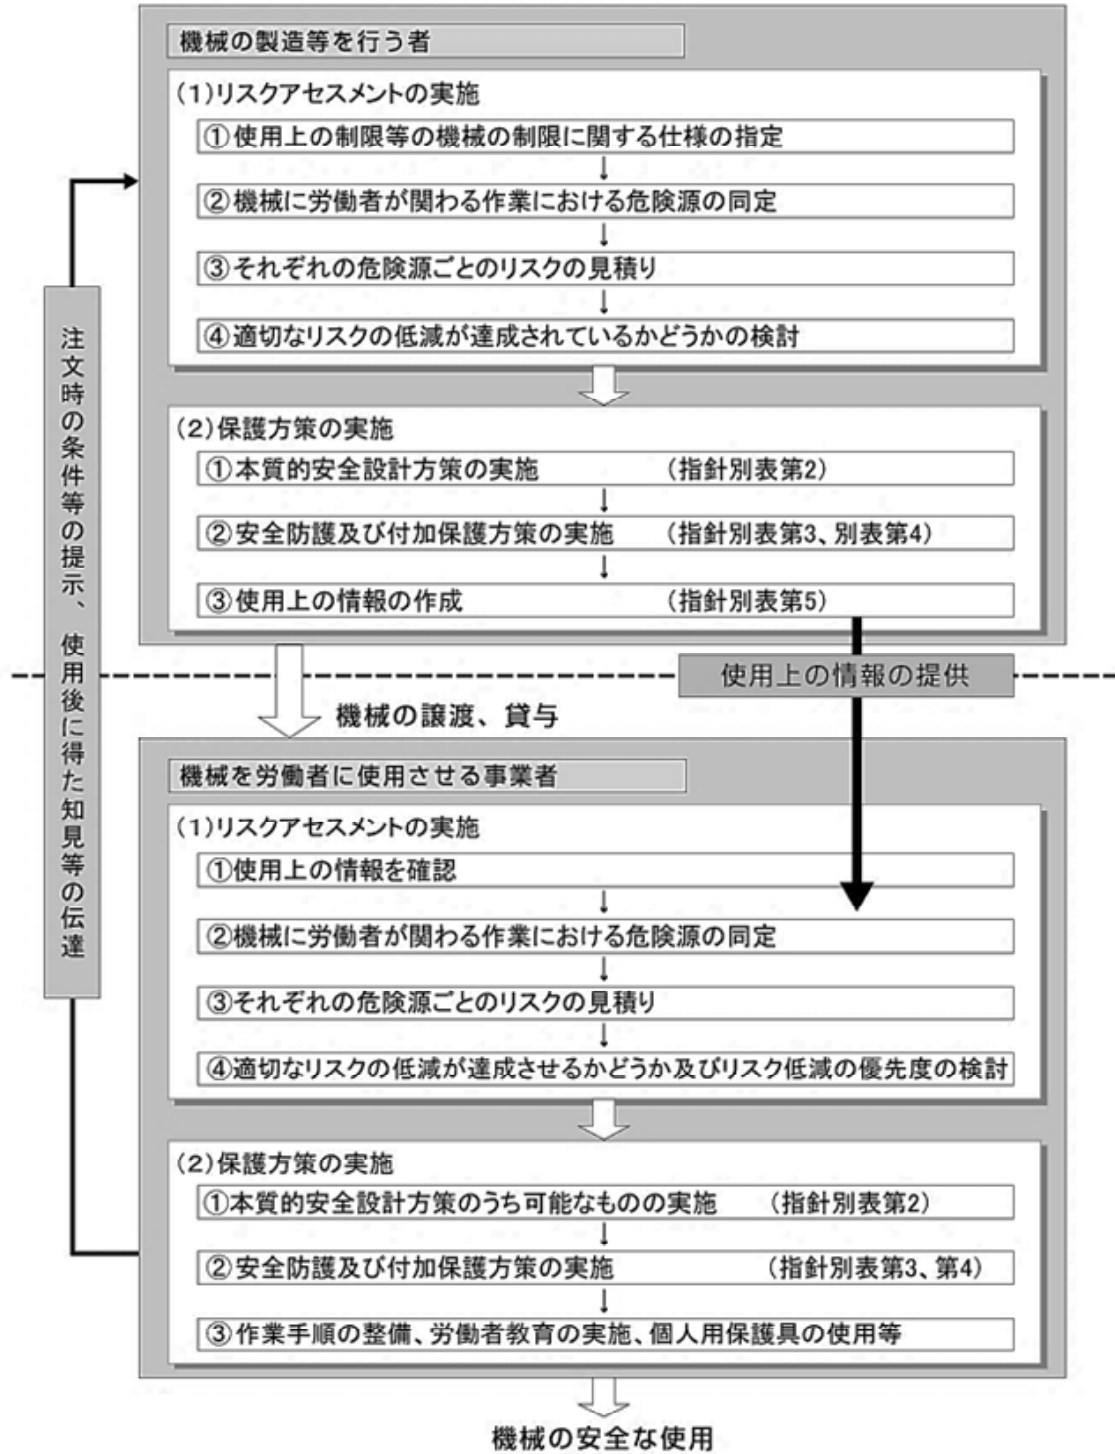 機械の製造等を行う者
(1)リスクアセスメントの実施
①使用上の制限等の機械の制限に関する仕様の指定
↓
②機械に労働者が関わる作業における危険源の同定
↓
③それぞれの危険源ごとのリスクの見積り
↓
④適切なリスクの低減が達成されているかどうかの検討
(2)保護方策の実施
①本質的安全設計方策の実施 (指針別表第2)
↓
②安全防護及び付加保護方策の実施 (指針別表第3、別表第4)
↓
③使用上の情報の作成 (指針別表第5)
注文時の条件等の提示、使用後に得た知見等の伝達
使用上の情報の提供
機械の譲渡、貸与
機械を労働者に使用させる事業者
(1)リスクアセスメントの実施
①使用上の情報を確認
↓
②機械に労働者が関わる作業における危険源の同定
↓
③それぞれの危険源ごとのリスクの見積り
↓
④適切なリスクの低減が達成させるかどうか及びリスク低減の優先度の検討
(2)保護方策の実施
①本質的安全設計方策のうち可能なものの実施 (指針別表第2)
↓
②安全防護及び付加保護方策の実施 (指針別表第3、第4)
↓
③作業手順の整備、労働者教育の実施、個人用保護具の使用等
機械の安全な使用